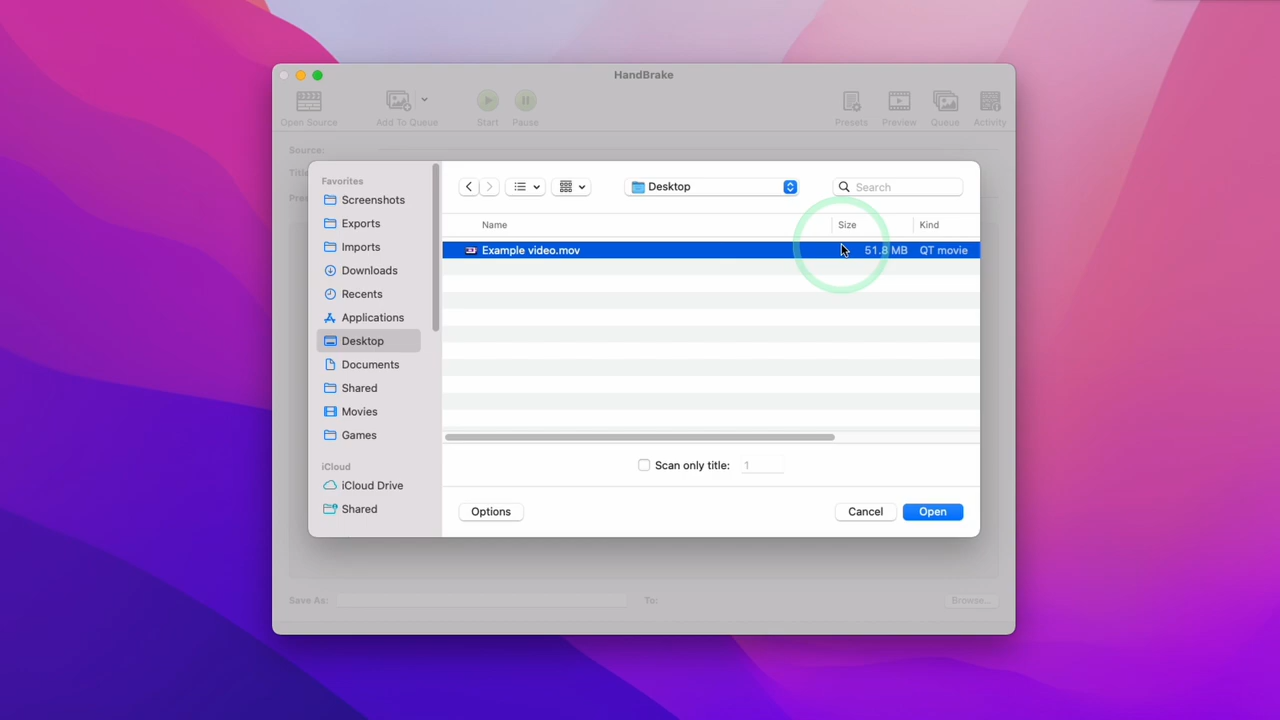 HandBrake
Open Source
Add To Queue
Start
Pause
Presets
Preview
Queue
Activity
Source:
Favorites
Screenshots
Exports
Imports
Downloads
Recents
Applications
Desktop
Documents
Shared
Movies
Games
iCloud
iCloud Drive
Shared
Desktop
Search
Name Size Kind
Example video.mov 51.8 MB QT movie
Scan only title: 1
Options
Cancel
Open
Save As:
To:
Browse...